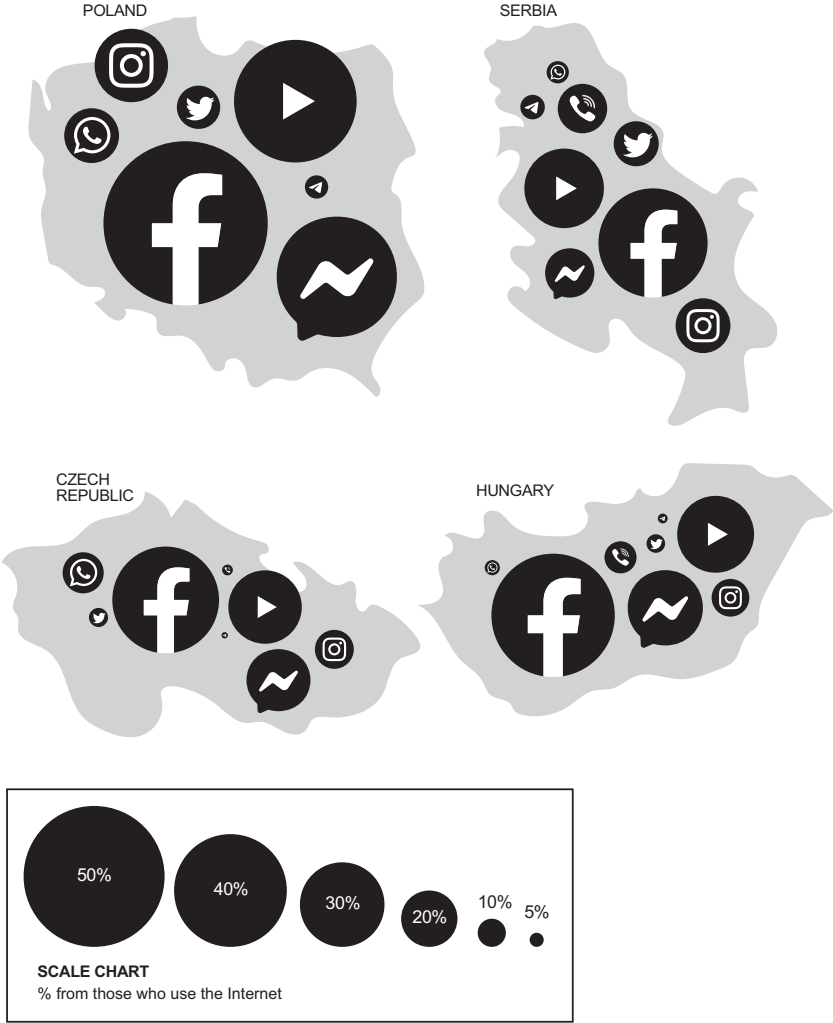 POLAND
SERBIA
CZECH
REPUBLIC
HUNGARY
50%
40%
30%
20%
10%
5%
SCALE CHART
% from those who use the Internet